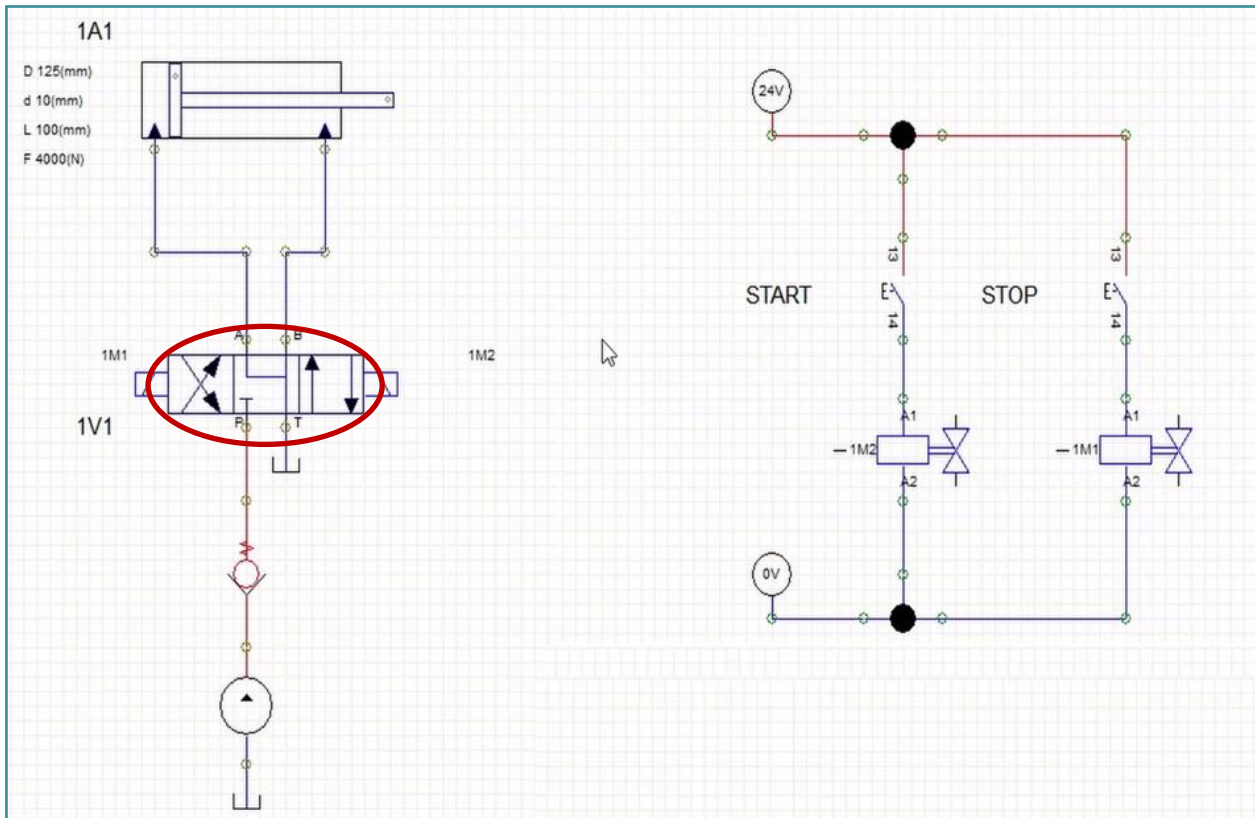 1A1
D 125(mm)
d 10(mm)
L 100(mm)
F 4000(N)
A B
1M1
1M2
1V1
P T
24V
13
13
START
STOP
14
14
A1
A1
1M2
1M1
A2
A2
0V